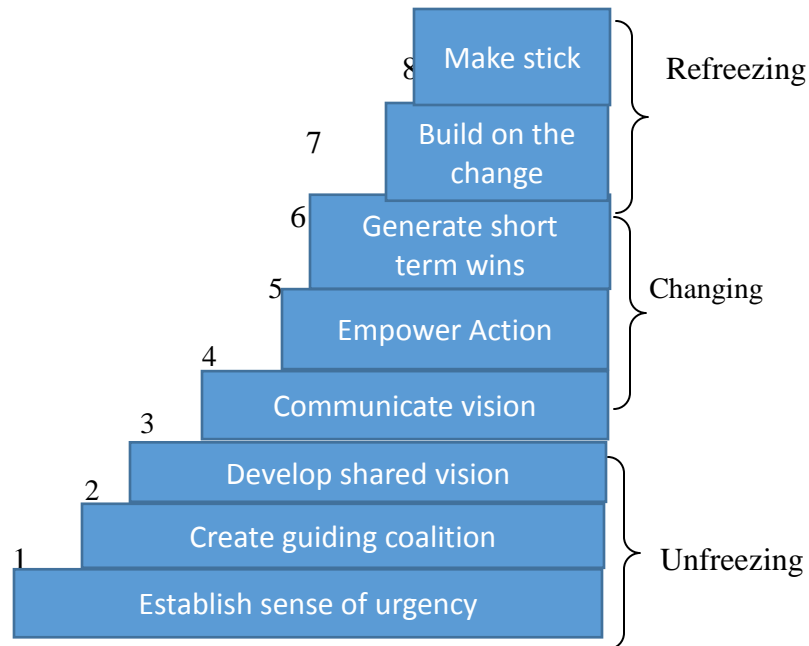 8
Make stick
Refreezing
7
Build on the
change
6
Generate short
term wins
Changing
5
Empower Action
4
Communicate vision
3
Develop shared vision
2
Create guiding coalition
Unfreezing
1
Establish sense of urgency